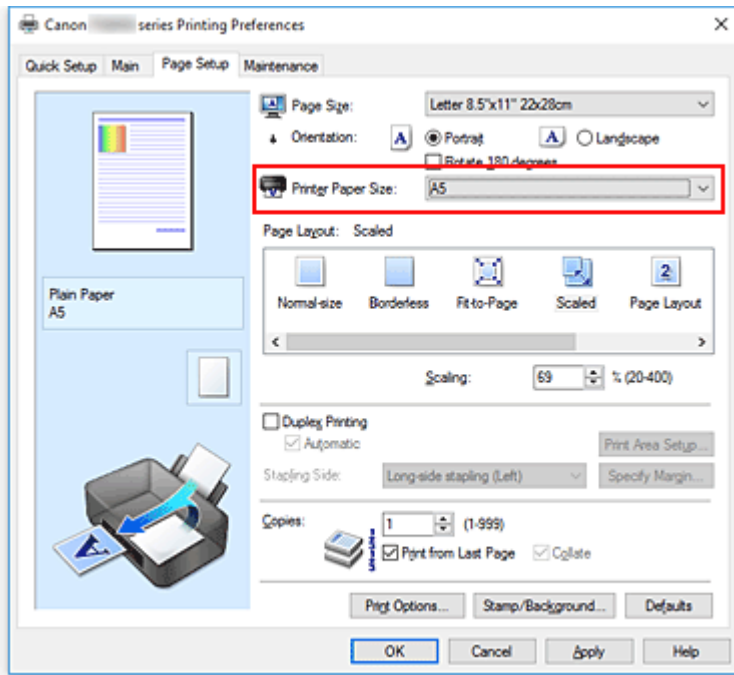 Canon series Printing Preferences
Quick Setup Main Page Setup Maintenance
Page Size: Letter 8.5"x11" 22x28cm
Orientation: A Portrait A Landscape
Rotate 180 degrees
Printer Paper Size: A5
Page Layout: Scaled
Normal-size Borderless Fit-to-Page Scaled Page Layout
Plain Paper
A5
Scaling: 69 % (20-400)
Duplex Printing
Automatic Print Area Setup...
Stapling Side: Long-side stapling (Left) Specify Margin...
Copies: 1 (1-999)
Print from Last Page Collate
Print Options... Stamp/Background... Defaults
OK Cancel Apply Help